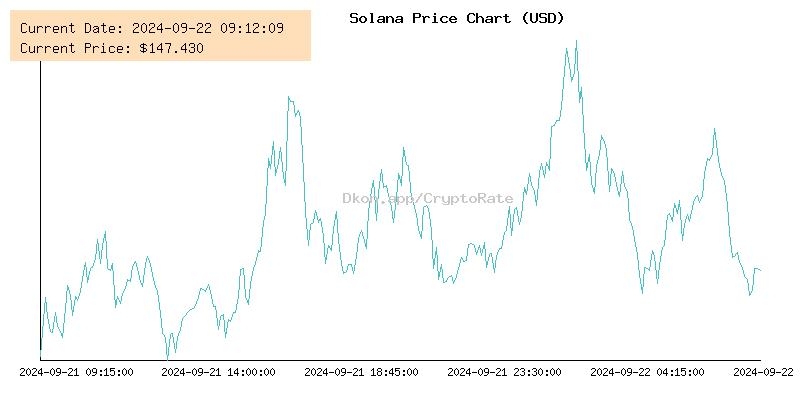 Solana Price Chart (USD)
Current Date: 2024-09-22 09:12:09
Current Price: $147.430
Dkon.app/CryptoRate
2024-09-21 09:15:00
2024-09-21 14:00:00
2024-09-21 18:45:00
2024-09-21 23:30:00
2024-09-22 04:15:00
2024-09-22